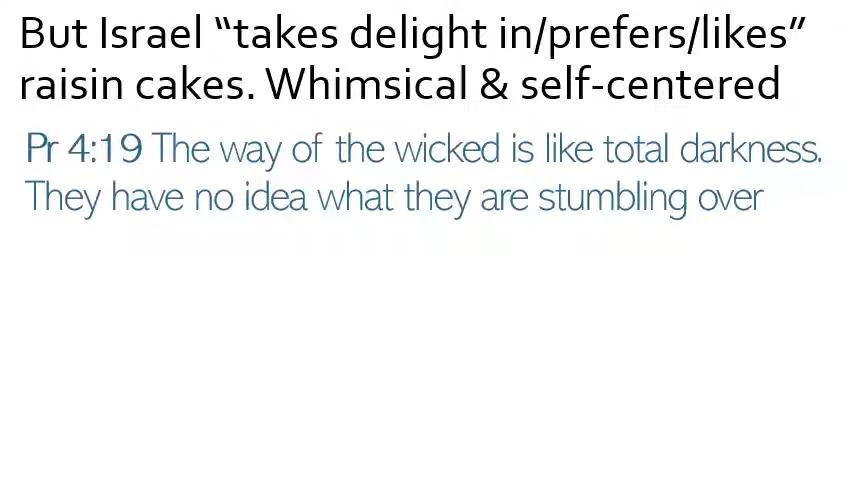 But Israel “takes delight in/prefers/likes”
raisin cakes. Whimsical & self-centered
Pr 4:19 The way of the wicked is like total darkness.
They have no idea what they are stumbling over